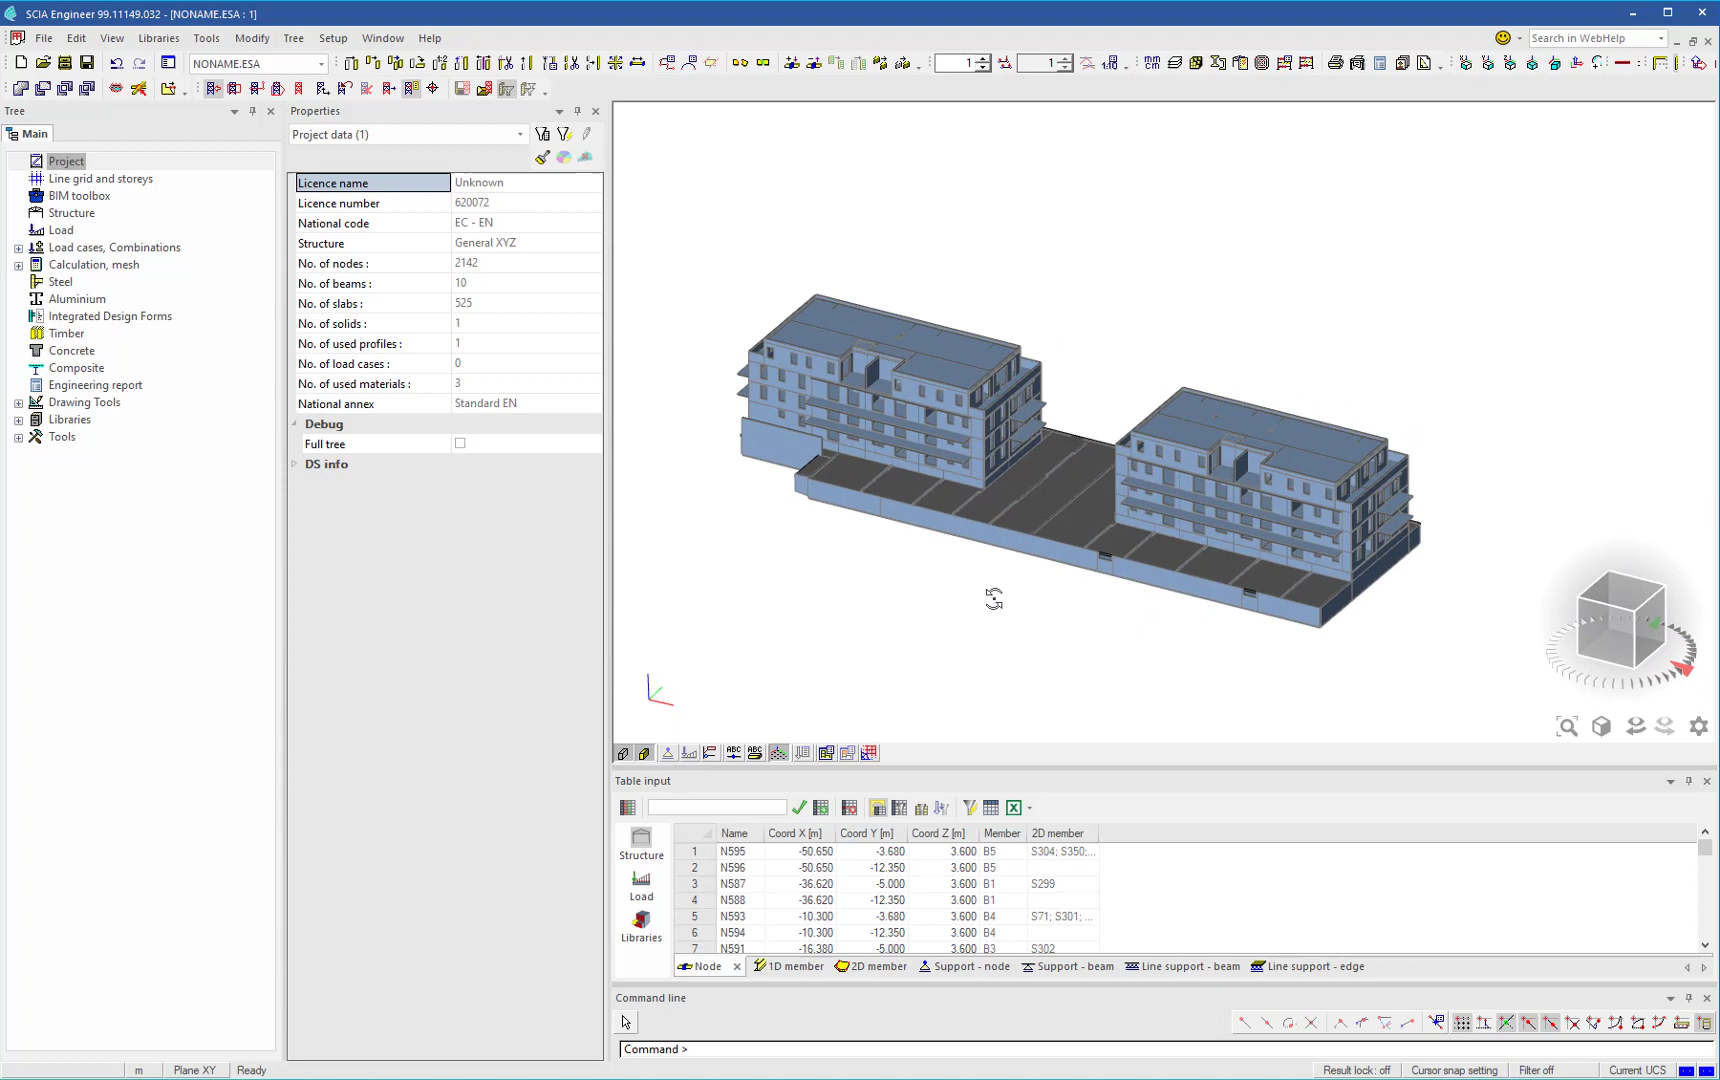 SCIA Engineer 99.11149.032 - [NONAME.ESA : 1]
File Edit View Libraries Tools Modify Tree Setup Window Help
Search in WebHelp
NONAME.ESA
1
1
Tree
Main
Project
Line grid and storeys
BIM toolbox
Structure
Load
Load cases, Combinations
Calculation, mesh
Steel
Aluminium
Integrated Design Forms
Timber
Concrete
Composite
Engineering report
Drawing Tools
Libraries
Tools
Properties
Project data (1)
Licence name Unknown
Licence number 620072
National code EC - EN
Structure General XYZ
No. of nodes : 2142
No. of beams : 10
No. of slabs : 525
No. of solids : 1
No. of used profiles : 1
No. of load cases : 0
No. of used materials : 3
National annex Standard EN
Debug
Full tree
DS info
ABC
ABC
Table input
Structure
Load
Libraries
Name Coord X [m] Coord Y [m] Coord Z [m] Member 2D member
1 N595 -50.650 -3.680 3.600 B5 S304; S350;...
2 N596 -50.650 -12.350 3.600 B5
3 N587 -36.620 -5.000 3.600 B1 S299
4 N588 -36.620 -12.350 3.600 B1
5 N593 -10.300 -3.680 3.600 B4 S71; S301; ...
6 N594 -10.300 -12.350 3.600 B4
7 N591 -16.380 -5.000 3.600 B3 S302
Node 1D member 2D member Support - node Support - beam Line support - beam Line support - edge
Command line
Command >
m Plane XY Ready Result lock: off Cursor snap setting Filter off Current UCS